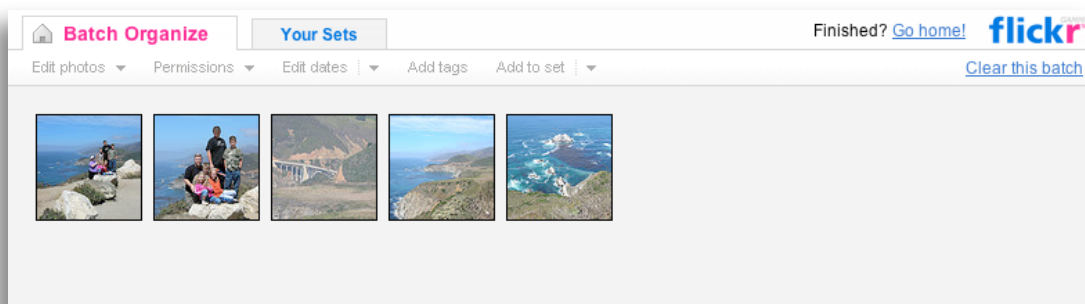 Batch Organize
Your Sets
Finished? Go home!
flickr
Edit photos
Permissions
Edit dates
Add tags
Add to set
Clear this batch